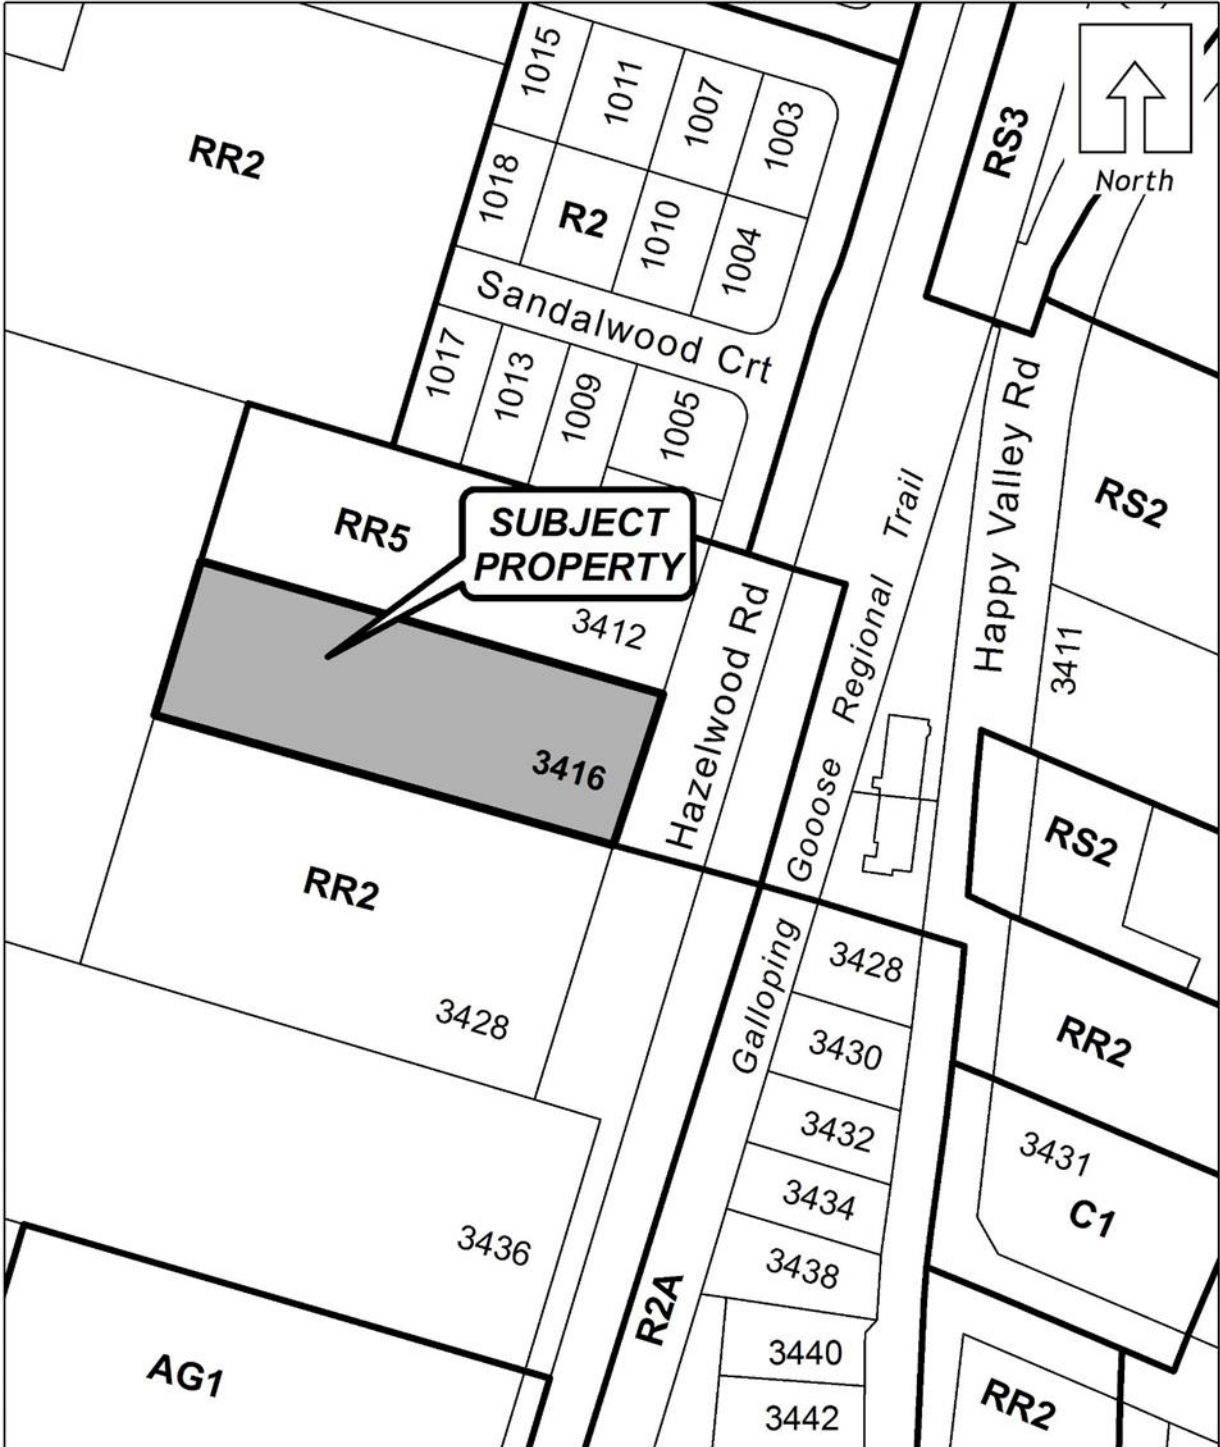 1015
1011
1007
1003
RS3
North
RR2
1018
R2
1010
1004
Sandalwood Crt
1017
1013
1009
1005
Happy Valley Rd
RS2
RR5
SUBJECT
PROPERTY
3412
Hazelwood Rd
Galloping Gooose Regional Trail
3411
3416
RS2
RR2
3428
3428
3430
RR2
3432
3431
3434
C1
3436
3438
R2A
3440
AG1
3442
RR2